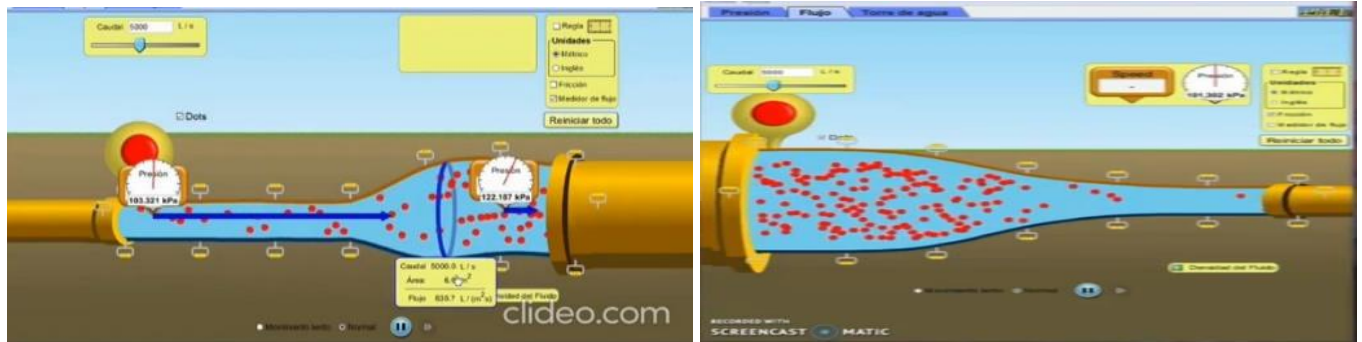 Caudal 5000 L / s
Regla
Unidades
Métrico
Inglés
Fricción
Medidor de flujo
Reiniciar todo
Dots
Presión
103.321 kPa
Presión
122.187 kPa
Caudal 5000.0 L / s
Área
Flujo 839.7 L / (m² s)
Densidad del Fluido
Movimiento lento Normal
clideo.com
Presión Flujo Torre de agua
Caudal 5000 L / s
Speed
-
Presión
101.302 kPa
Regla
Unidades
Métrico
Inglés
Fricción
Medidor de flujo
Reiniciar todo
Dots
Densidad del Fluido
Movimiento lento Normal
RECORDED WITH
SCREENCAST MATIC